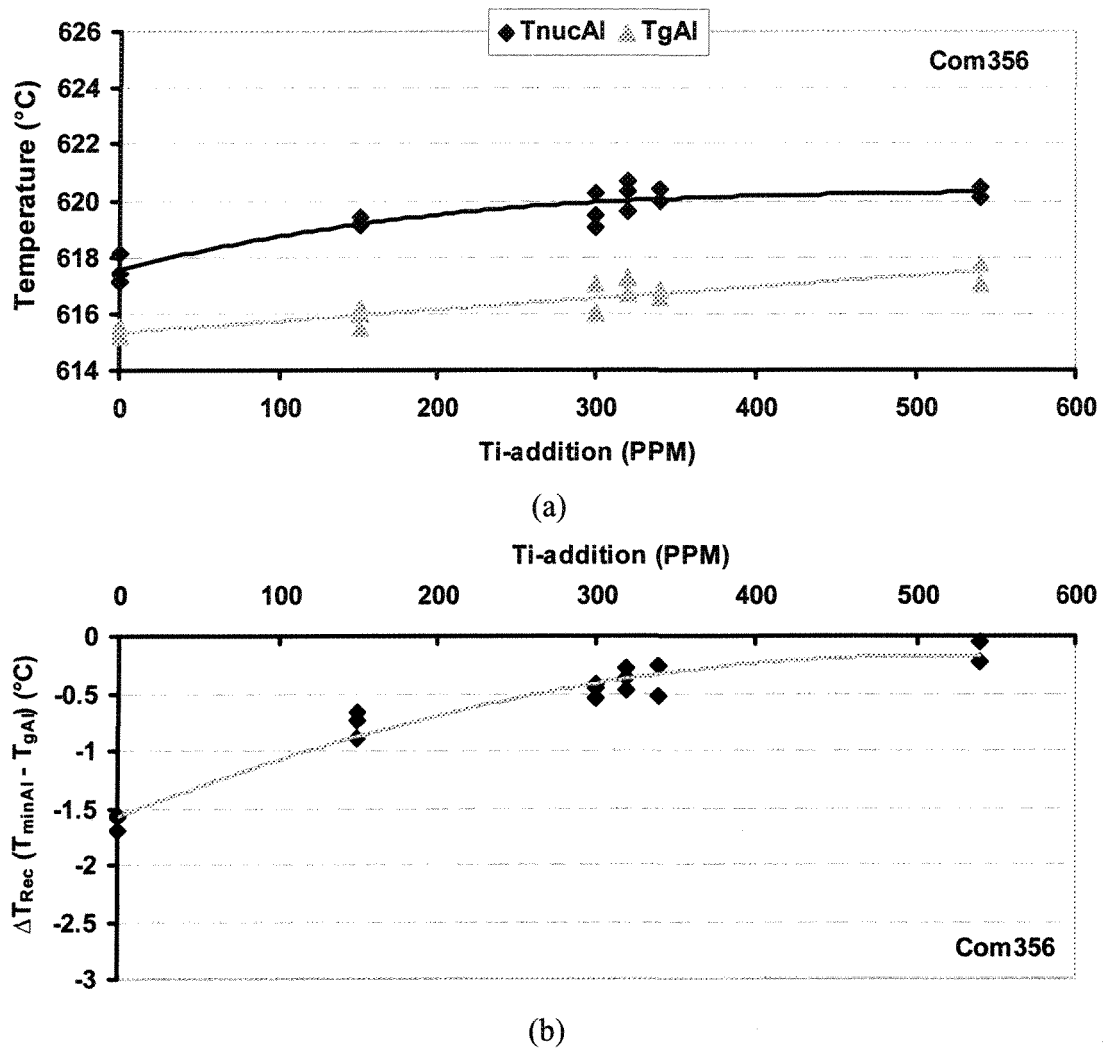 TnucAl TgAl
Com356
626
624
622
620
618
616
614
Temperature (°C)
0 100 200 300 400 500 600
Ti-addition (PPM)
(a)
Ti-addition (PPM)
0 100 200 300 400 500 600
0
-0.5
-1
-1.5
-2
-2.5
-3
ΔTRec (TminAl - TgAl) (°C)
Com356
(b)